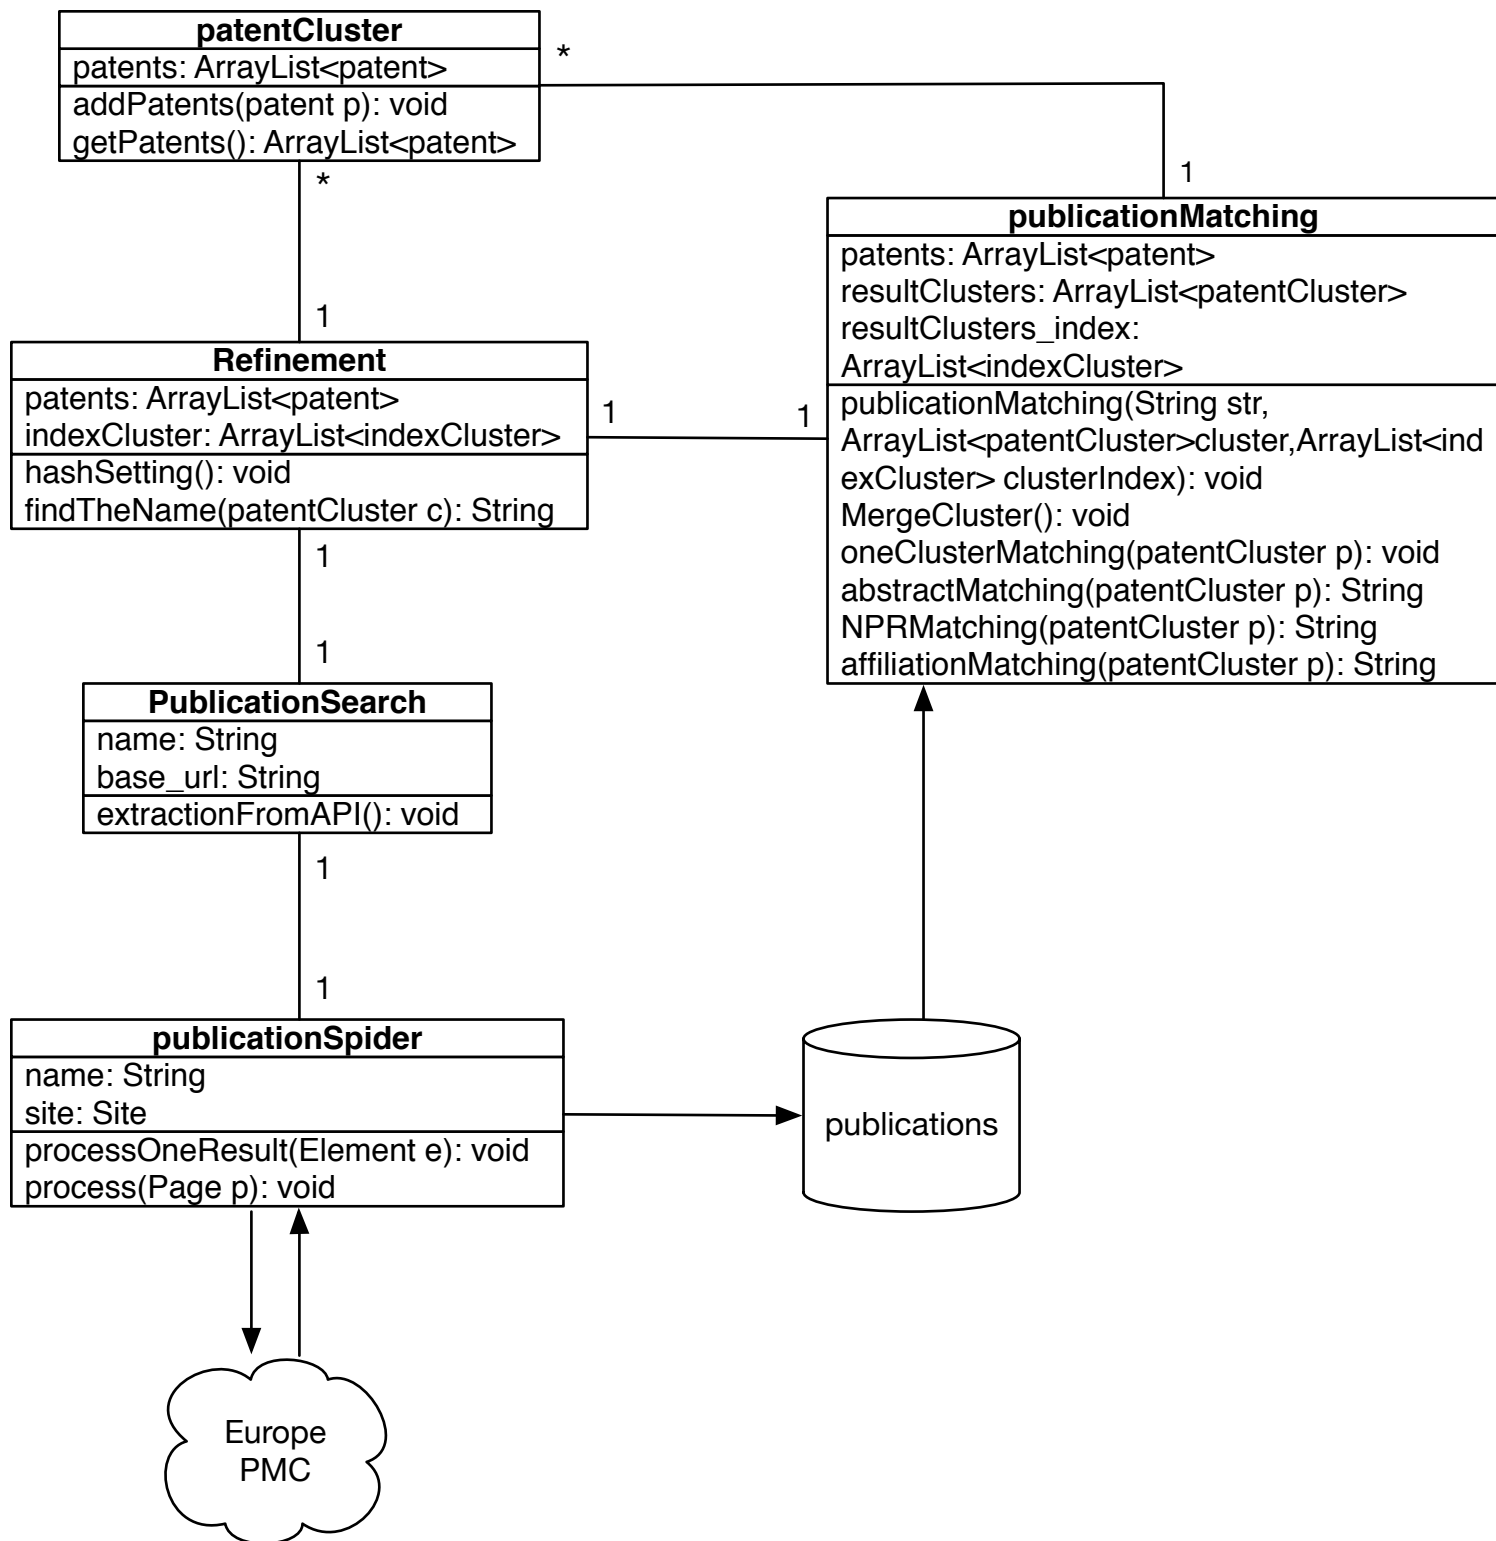 patentCluster
patents: ArrayList<patent>
addPatents(patent p): void
getPatents(): ArrayList<patent>
*
*
1
1
publicationMatching
patents: ArrayList<patent>
resultClusters: ArrayList<patentCluster>
resultClusters_index:
ArrayList<indexCluster>
publicationMatching(String str,
ArrayList<patentCluster>cluster,ArrayList<ind
exCluster> clusterIndex): void
MergeCluster(): void
oneClusterMatching(patentCluster p): void
abstractMatching(patentCluster p): String
NPRMatching(patentCluster p): String
affiliationMatching(patentCluster p): String
Refinement
patents: ArrayList<patent>
indexCluster: ArrayList<indexCluster>
hashSetting(): void
findTheName(patentCluster c): String
1
1
1
1
PublicationSearch
name: String
base_url: String
extractionFromAPI(): void
1
1
publicationSpider
name: String
site: Site
processOneResult(Element e): void
process(Page p): void
publications
Europe
PMC